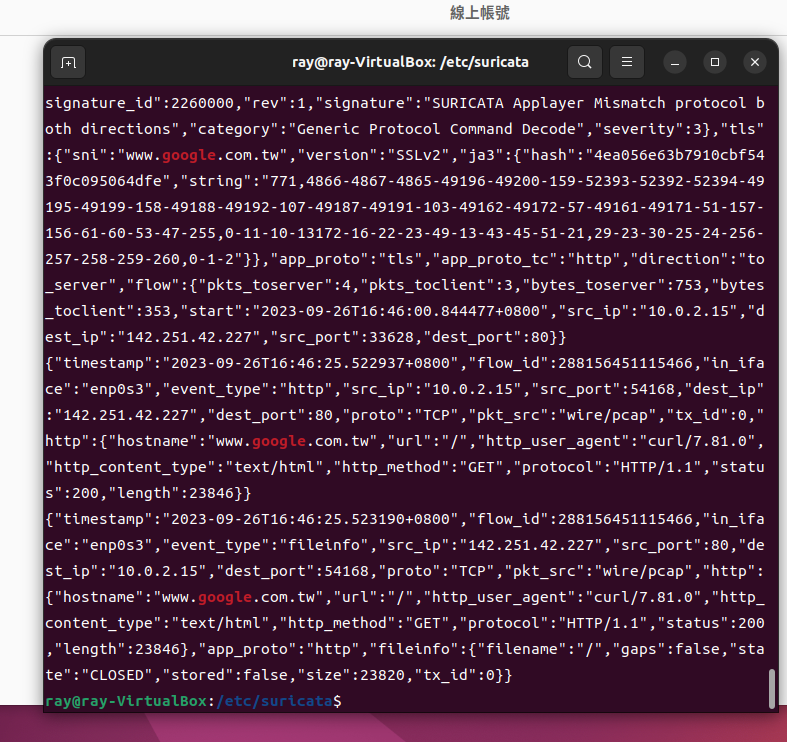 線上帳號
ray@ray-VirtualBox: /etc/suricata
signature_id":2260000,"rev":1,"signature":"SURICATA Applayer Mismatch protocol b
oth directions","category":"Generic Protocol Command Decode","severity":3},"tls"
:{"sni":"www.google.com.tw","version":"SSLv2","ja3":{"hash":"4ea056e63b7910cbf54
3f0c095064dfe","string":"771,4866-4867-4865-49196-49200-159-52393-52392-52394-49
195-49199-158-49188-49192-107-49187-49191-103-49162-49172-57-49161-49171-51-157-
156-61-60-53-47-255,0-11-10-13172-16-22-23-49-13-43-45-51-21,29-23-30-25-24-256-
257-258-259-260,0-1-2"}},"app_proto":"tls","app_proto_tc":"http","direction":"to
_server","flow":{"pkts_toserver":4,"pkts_toclient":3,"bytes_toserver":753,"bytes
_toclient":353,"start":"2023-09-26T16:46:00.844477+0800","src_ip":"10.0.2.15","d
est_ip":"142.251.42.227","src_port":33628,"dest_port":80}}
{"timestamp":"2023-09-26T16:46:25.522937+0800","flow_id":288156451115466,"in_ifa
ce":"enp0s3","event_type":"http","src_ip":"10.0.2.15","src_port":54168,"dest_ip"
:"142.251.42.227","dest_port":80,"proto":"TCP","pkt_src":"wire/pcap","tx_id":0,"
http":{"hostname":"www.google.com.tw","url":"/","http_user_agent":"curl/7.81.0",
"http_content_type":"text/html","http_method":"GET","protocol":"HTTP/1.1","statu
s":200,"length":23846}}
{"timestamp":"2023-09-26T16:46:25.523190+0800","flow_id":288156451115466,"in_ifa
ce":"enp0s3","event_type":"fileinfo","src_ip":"142.251.42.227","src_port":80,"de
st_ip":"10.0.2.15","dest_port":54168,"proto":"TCP","pkt_src":"wire/pcap","http":
{"hostname":"www.google.com.tw","url":"/","http_user_agent":"curl/7.81.0","http_
content_type":"text/html","http_method":"GET","protocol":"HTTP/1.1","status":200
,"length":23846},"app_proto":"http","fileinfo":{"filename":"/","gaps":false,"sta
te":"CLOSED","stored":false,"size":23820,"tx_id":0}}
ray@ray-VirtualBox:/etc/suricata$